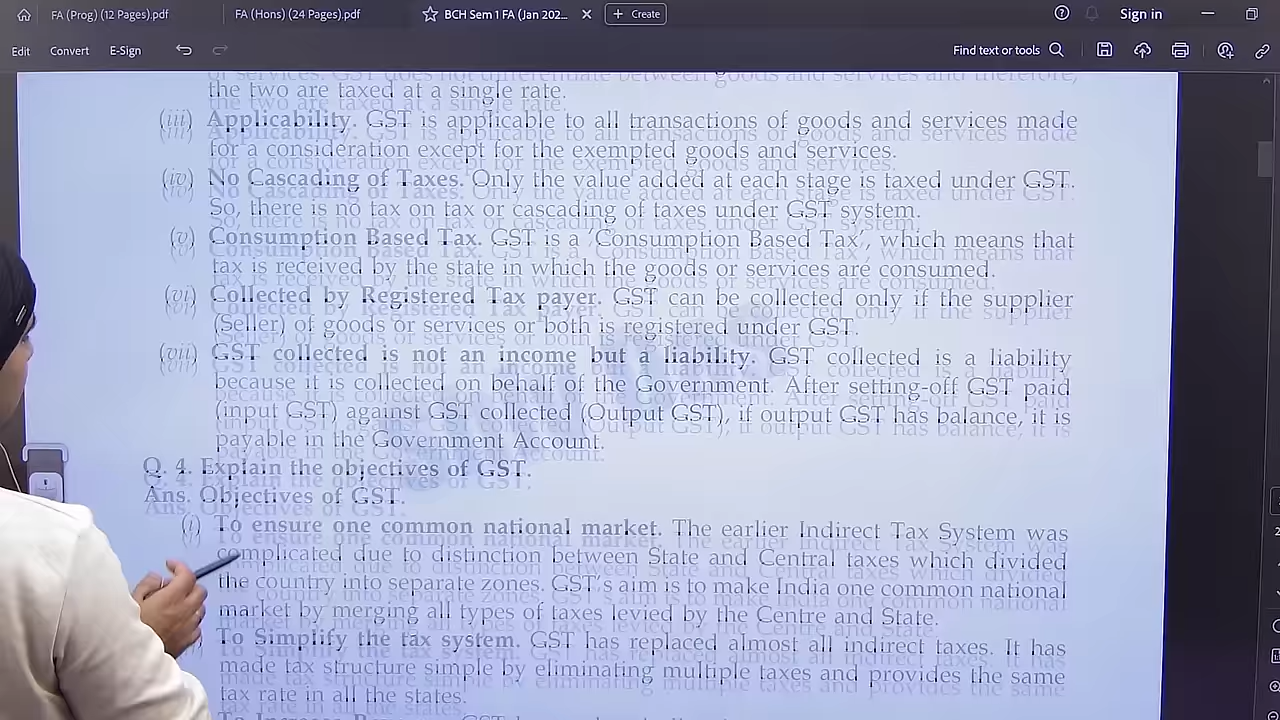 FA (Prog) (12 Pages).pdf
FA (Hons) (24 Pages).pdf
BCH Sem 1 FA (Jan 202...
+ Create
Sign in
Edit
Convert
E-Sign
Find text or tools
of services. GST does not differentiate between goods and services and therefore,
the two are taxed at a single rate.
(iii) Applicability. GST is applicable to all transactions of goods and services made
for a consideration except for the exempted goods and services.
(iv) No Cascading of Taxes. Only the value added at each stage is taxed under GST.
So, there is no tax on tax or cascading of taxes under GST system.
(v) Consumption Based Tax. GST is a 'Consumption Based Tax', which means that
tax is received by the state in which the goods or services are consumed.
(vi) Collected by Registered Tax payer. GST can be collected only if the supplier
(Seller) of goods or services or both is registered under GST.
(vii) GST collected is not an income but a liability. GST collected is a liability
because it is collected on behalf of the Government. After setting-off GST paid
(input GST) against GST collected (Output GST), if output GST has balance, it is
payable in the Government Account.
Q. 4. Explain the objectives of GST.
Ans. Objectives of GST.
(i) To ensure one common national market. The earlier Indirect Tax System was
complicated due to distinction between State and Central taxes which divided
the country into separate zones. GST's aim is to make India one common national
market by merging all types of taxes levied by the Centre and State.
To Simplify the tax system. GST has replaced almost all indirect taxes. It has
made tax structure simple by eliminating multiple taxes and provides the same
tax rate in all the states.